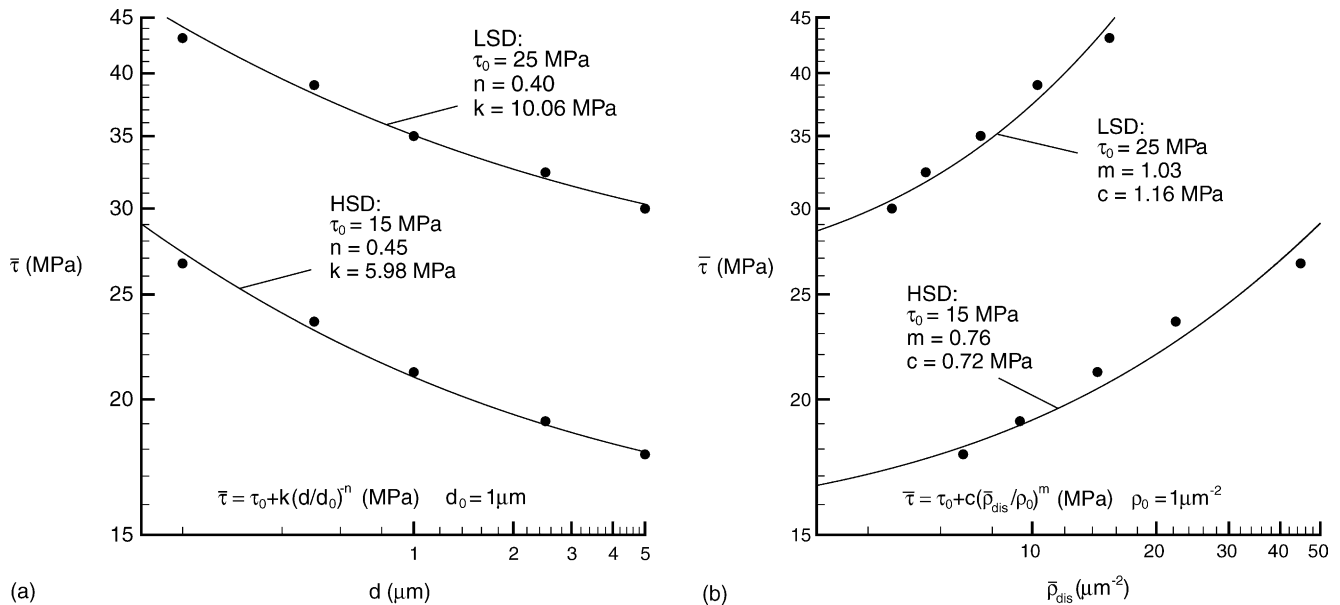 45
40
35
30
25
20
15
τ̄ (MPa)
LSD:
τ₀ = 25 MPa
n = 0.40
k = 10.06 MPa
HSD:
τ₀ = 15 MPa
n = 0.45
k = 5.98 MPa
τ̄ = τ₀+k(d/d₀)⁻ⁿ (MPa) d₀ = 1μm
1 2 3 4 5
(a) d (μm)
45
40
35
30
25
20
15
τ̄ (MPa)
LSD:
τ₀ = 25 MPa
m = 1.03
c = 1.16 MPa
HSD:
τ₀ = 15 MPa
m = 0.76
c = 0.72 MPa
τ̄ = τ₀+c(ρ̄dis/ρ₀)ᵐ (MPa) ρ₀ = 1μm⁻²
10 20 30 40 50
(b) ρ̄dis(μm⁻²)